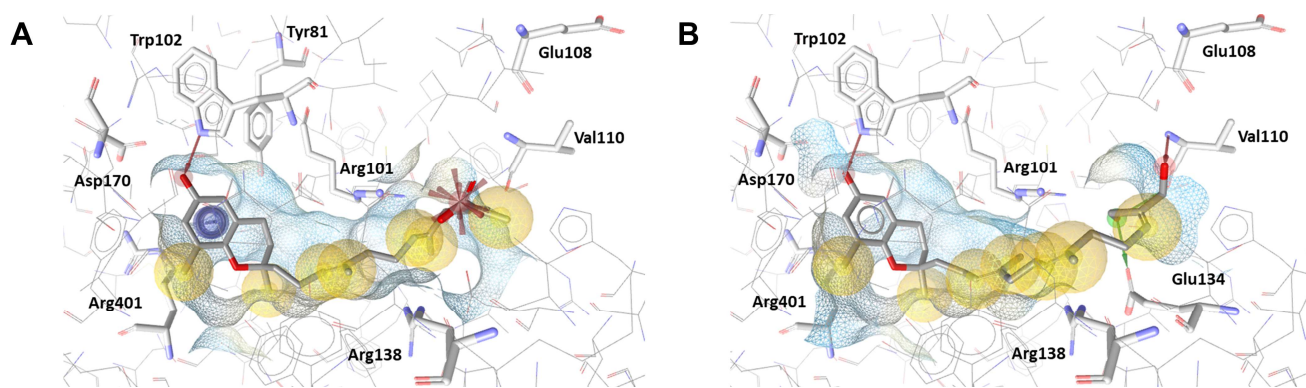 A
Trp102
Tyr81
Glu108
Val110
Arg101
Asp170
Arg401
Arg138
B
Trp102
Glu108
Val110
Arg101
Asp170
Glu134
Arg401
Arg138